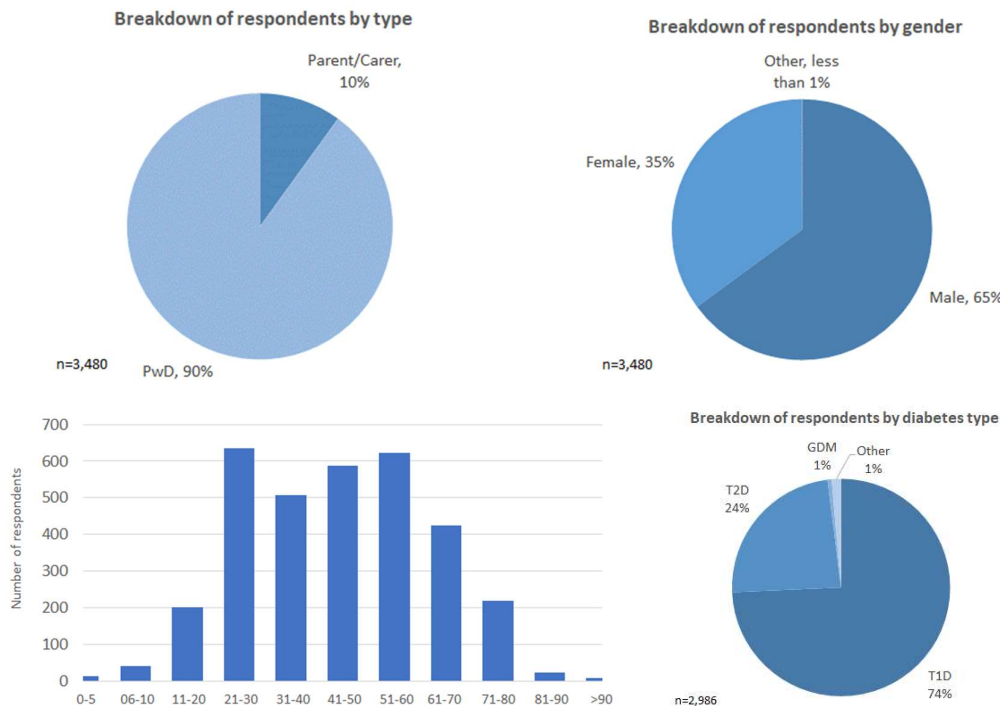 Breakdown of respondents by type
Parent/Carer,
10%
PwD, 90%
n=3,480
Breakdown of respondents by gender
Other, less
than 1%
Female, 35%
Male, 65%
n=3,480
Number of respondents
700
600
500
400
300
200
100
0
0-5 06-10 11-20 21-30 31-40 41-50 51-60 61-70 71-80 81-90 >90
Breakdown of respondents by diabetes type
GDM
1%
Other
1%
T2D
24%
T1D
74%
n=2,986